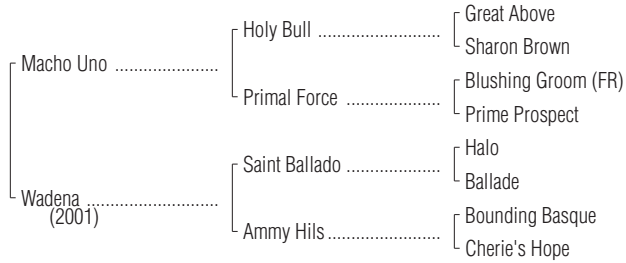 Great Above
Holy Bull ........................
Sharon Brown
Macho Uno ....................
Blushing Groom (FR)
Primal Force ..................
Prime Prospect
Halo
Saint Ballado ..................
Ballade
Wadena .........................
(2001)
Bounding Basque
Ammy Hils ......................
Cherie's Hope